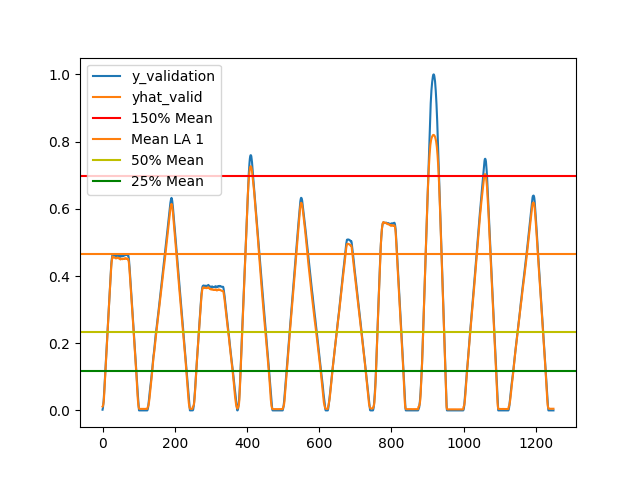 1.0
0.8
0.6
0.4
0.2
0.0
y_validation
yhat_valid
150% Mean
Mean LA 1
50% Mean
25% Mean
0 200 400 600 800 1000 1200